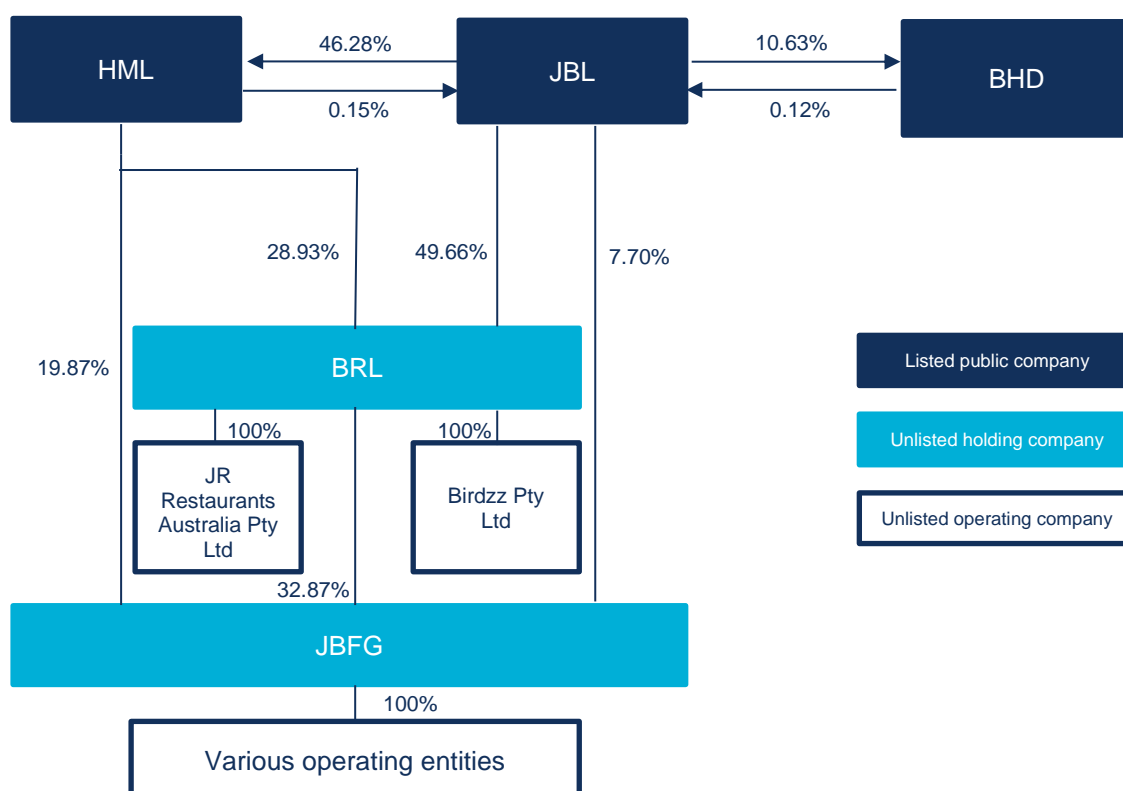 46.28%
10.63%
HML
JBL
BHD
0.15%
0.12%
28.93%
49.66%
7.70%
19.87%
BRL
Listed public company
100%
100%
Unlisted holding company
JR
Restaurants
Australia Pty
Ltd
Birdzz Pty
Ltd
Unlisted operating company
32.87%
JBFG
100%
Various operating entities